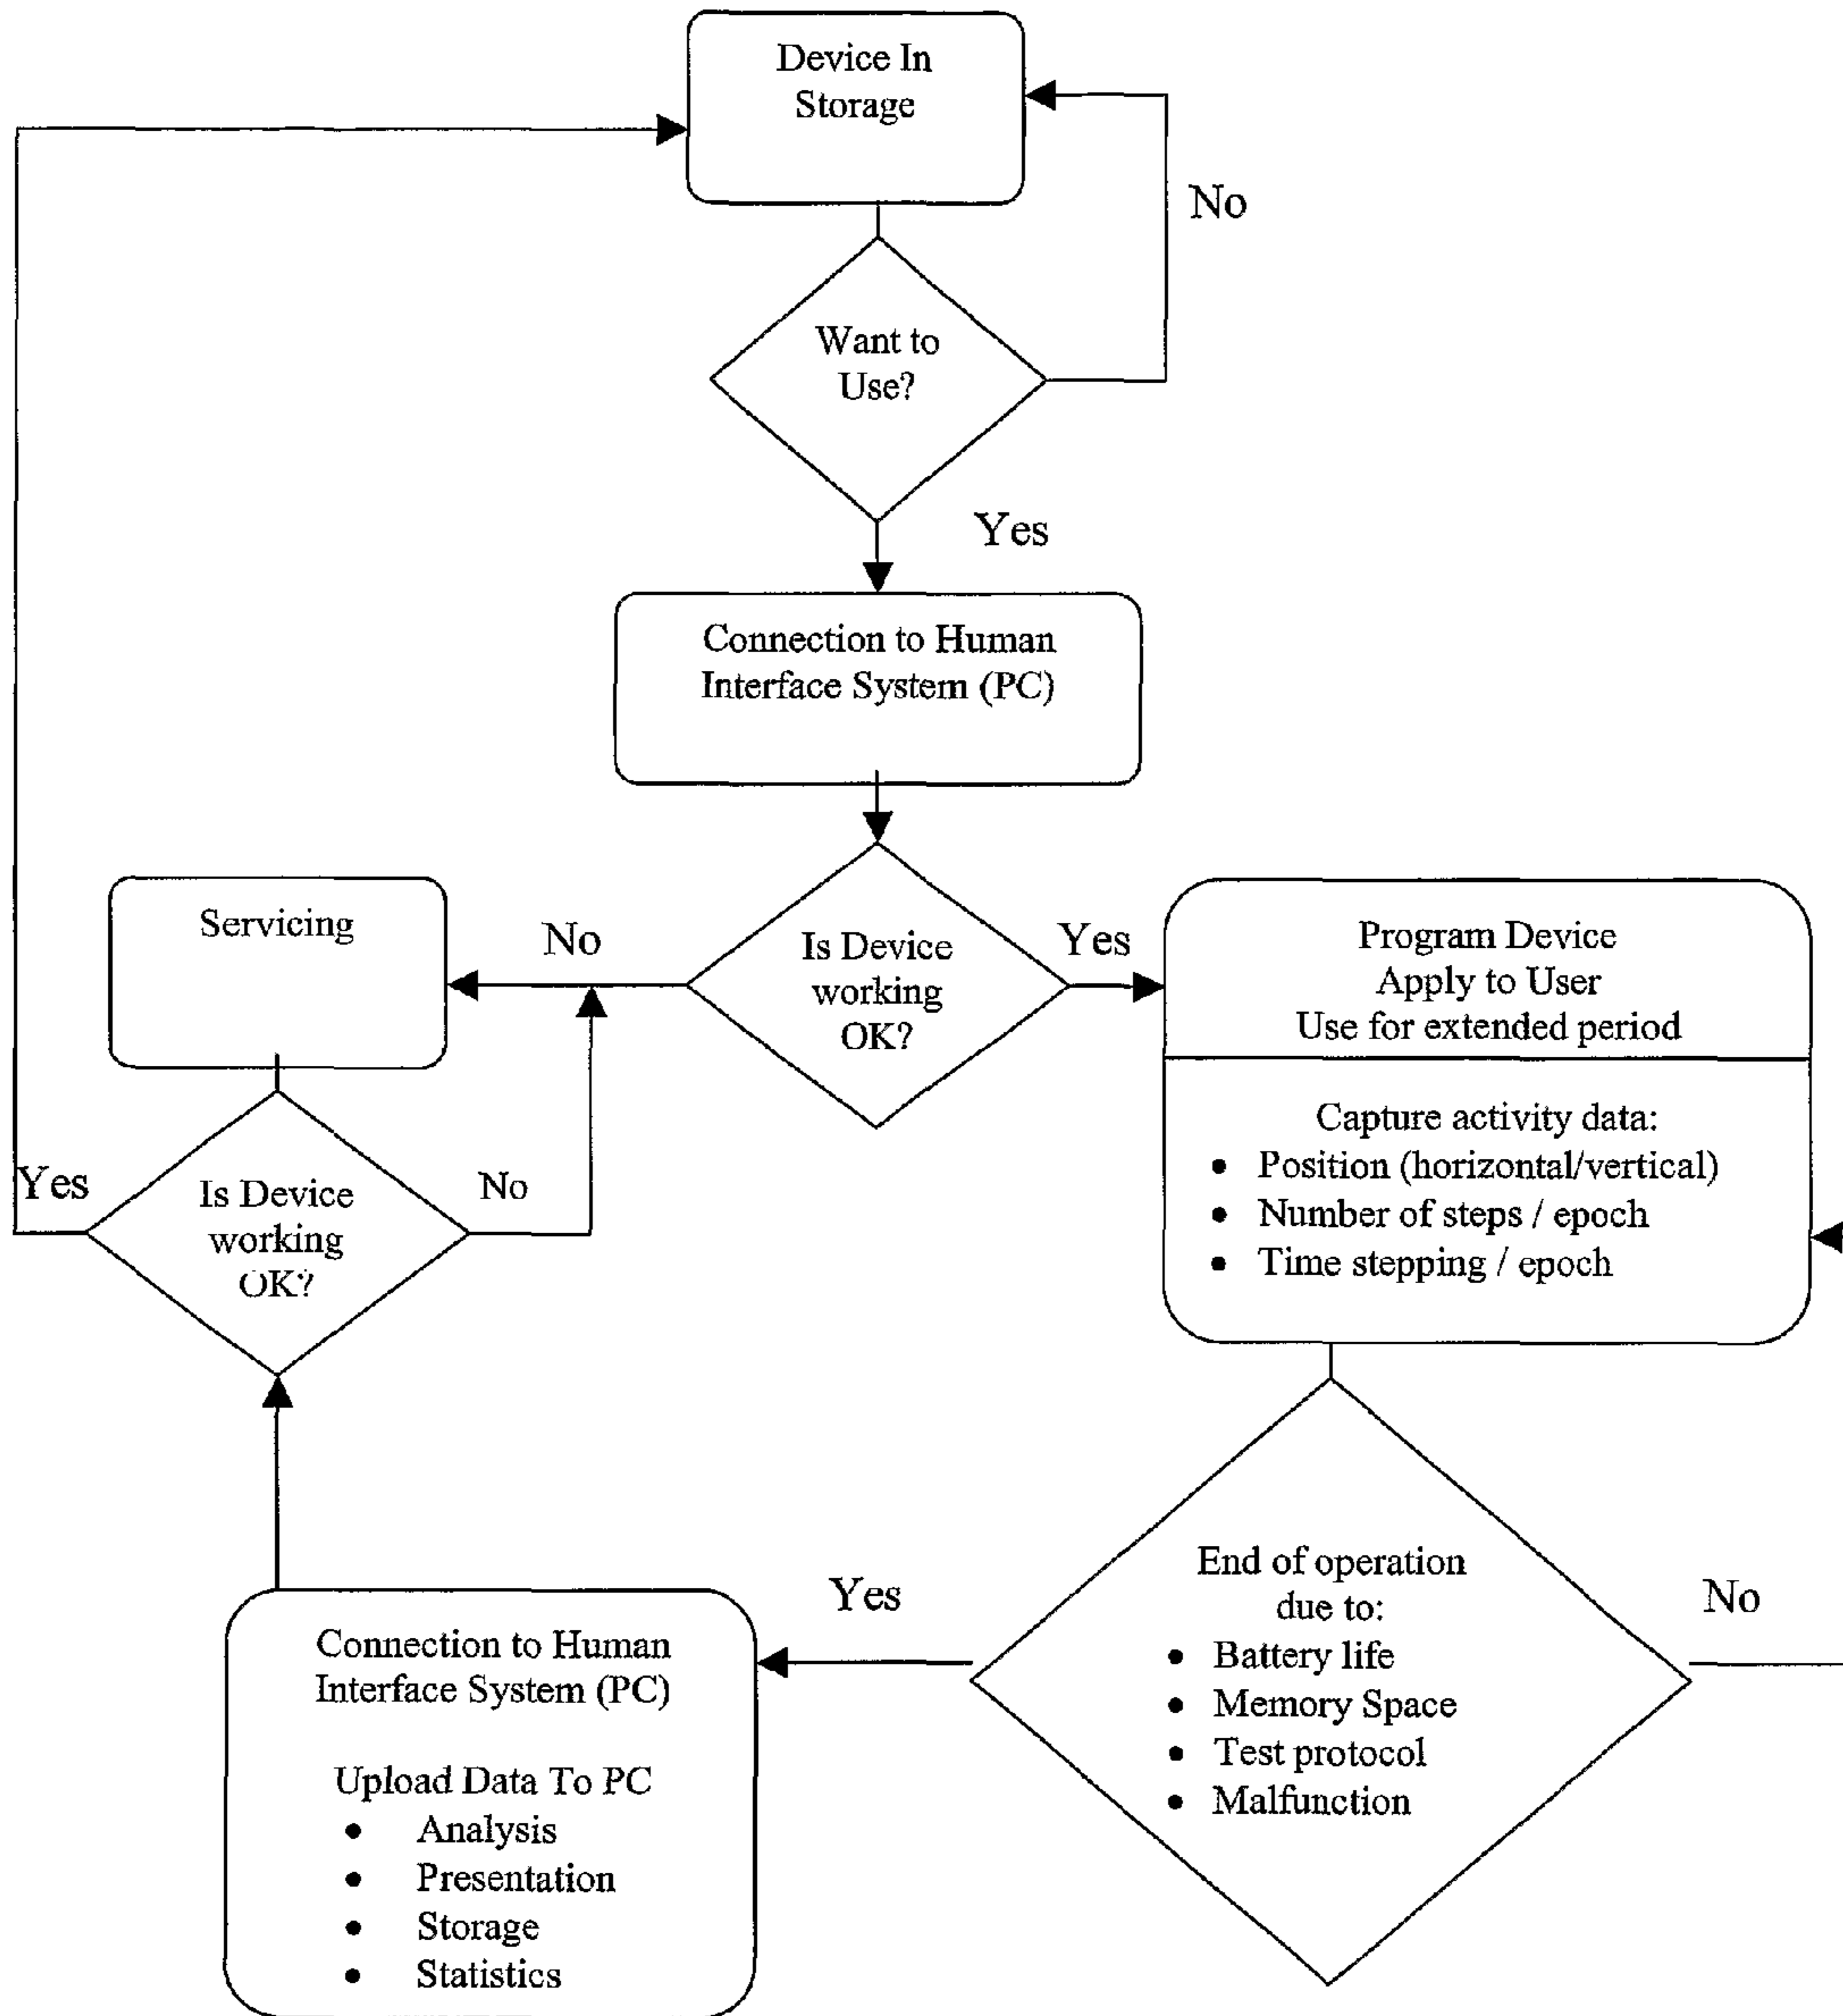 Device In
Storage
No
Want to
Use?
Yes
Connection to Human
Interface System (PC)
Servicing
No
Is Device
working
OK?
Yes
Program Device
Apply to User
Use for extended period
Capture activity data:
• Position (horizontal/vertical)
• Number of steps / epoch
• Time stepping / epoch
Yes
Is Device
working
OK?
No
End of operation
due to:
• Battery life
• Memory Space
• Test protocol
• Malfunction
Yes
No
Connection to Human
Interface System (PC)
Upload Data To PC
• Analysis
• Presentation
• Storage
• Statistics